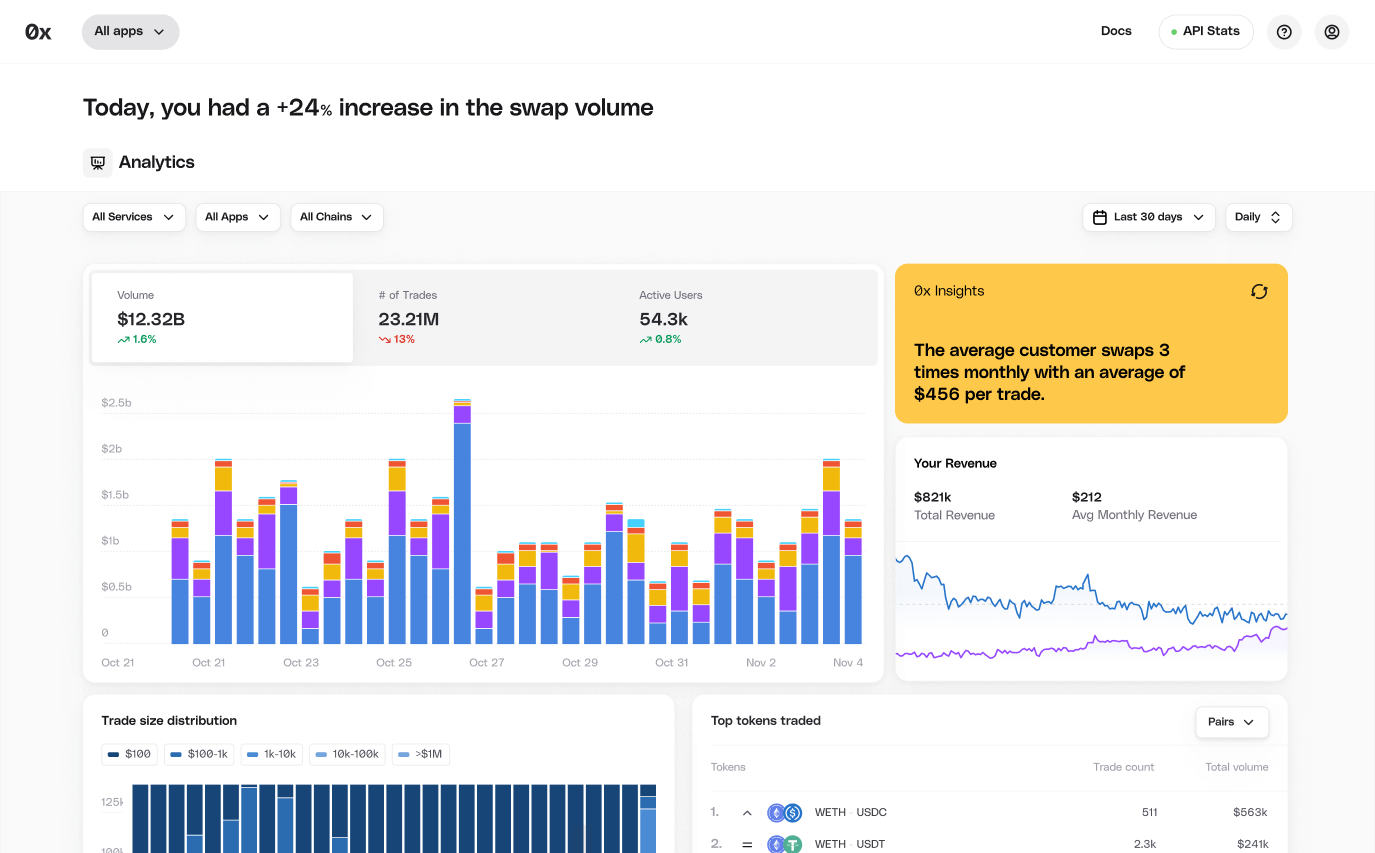 0x
All apps
Docs
API Stats
Today, you had a +24% increase in the swap volume
Analytics
All Services
All Apps
All Chains
Last 30 days
Daily
Volume
$12.32B
1.6%
# of Trades
23.21M
13%
Active Users
54.3k
0.8%
$2.5b
$2b
$1.5b
$1b
$0.5b
0
Oct 21 Oct 21 Oct 23 Oct 25 Oct 27 Oct 29 Oct 31 Nov 2 Nov 4
0x Insights
The average customer swaps 3
times monthly with an average of
$456 per trade.
Your Revenue
$821k
Total Revenue
$212
Avg Monthly Revenue
Trade size distribution
$100 $100-1k 1k-10k 10k-100k >$1M
125k
100k
Top tokens traded
Pairs
Tokens Trade count Total volume
1. WETH · USDC 511 $563k
2. WETH · USDT 2.3k $241k